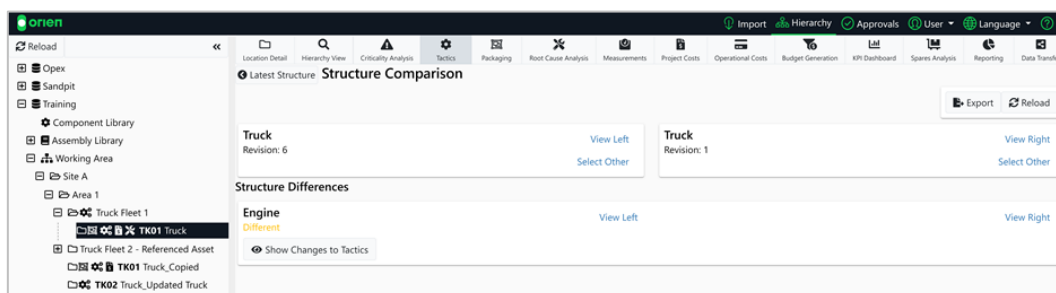 orien
Import Hierarchy Approvals User Language
Reload
Location Detail Hierarchy View Criticality Analysis Tactics Packaging Root Cause Analysis Measurements Project Costs Operational Costs Budget Generation KPI Dashboard Spares Analysis Reporting Data Transfe
Latest Structure Structure Comparison
Opex
Sandpit
Training
Component Library
Assembly Library
Working Area
Site A
Area 1
Truck Fleet 1
TK01 Truck
Truck Fleet 2 - Referenced Asset
TK01 Truck_Copied
TK02 Truck_Updated Truck
Export Reload
Truck
Revision: 6
View Left
Select Other
Truck
Revision: 1
View Right
Select Other
Structure Differences
Engine
Different
View Left
View Right
Show Changes to Tactics